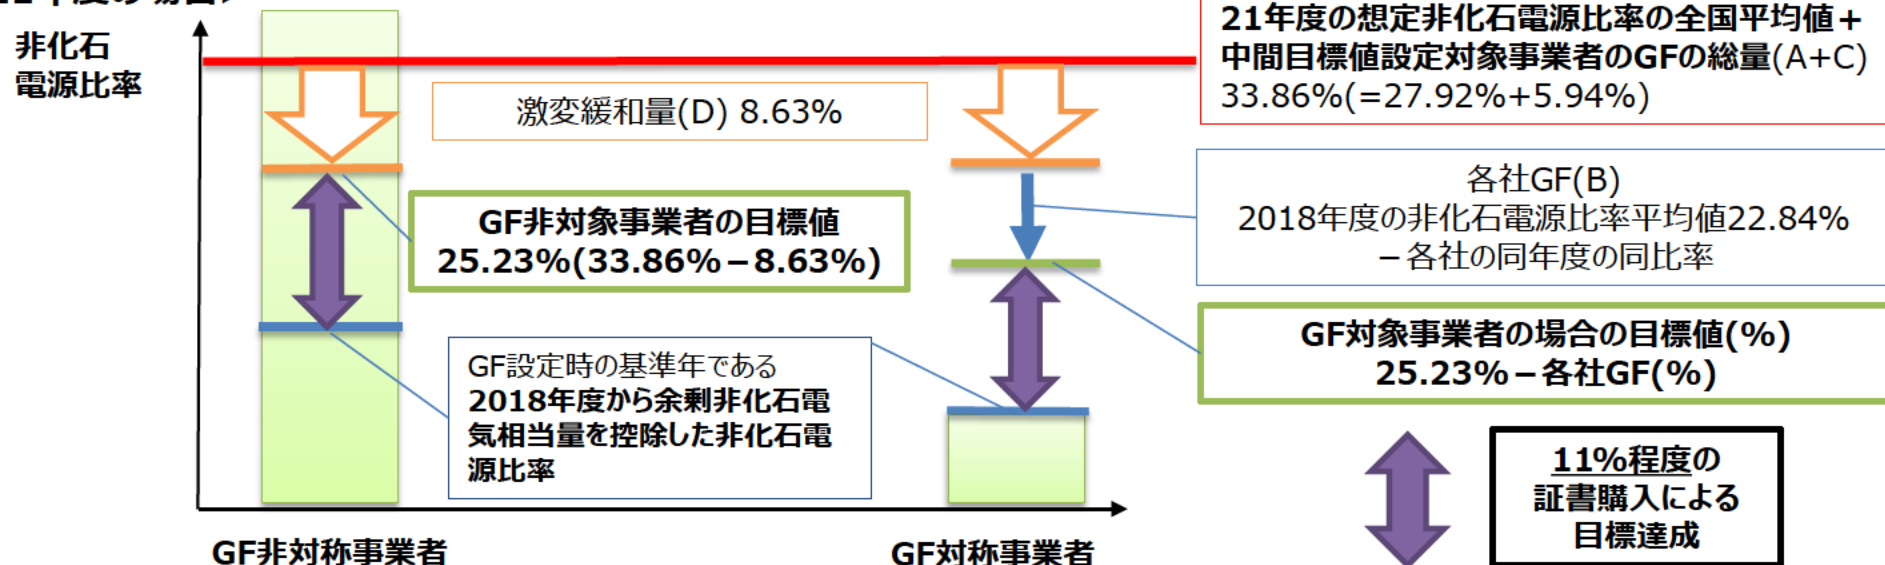 非化石
電源比率
21年度の想定非化石電源比率の全国平均値＋
中間目標値設定対象事業者のGFの総量(A+C)
33.86%(=27.92%+5.94%)
激変緩和量(D) 8.63%
各社GF(B)
2018年度の非化石電源比率平均値22.84%
－各社の同年度の同比率
GF非対象事業者の目標値
25.23%(33.86%－8.63%)
GF対象事業者の場合の目標値(%)
25.23%－各社GF(%)
GF設定時の基準年である
2018年度から余剰非化石電
気相当量を控除した非化石電
源比率
11%程度の
証書購入による
目標達成
GF非対称事業者
GF対称事業者